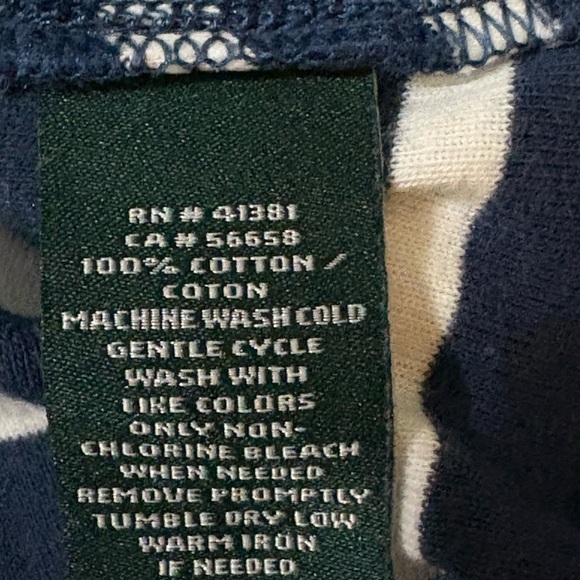 RN # 41381
CA # 56658
100% COTTON /
COTON
MACHINE WASH COLD
GENTLE CYCLE
WASH WITH
LIKE COLORS
ONLY NON-
CHLORINE BLEACH
WHEN NEEDED
REMOVE PROMPTLY
TUMBLE DRY LOW
WARM IRON
IF NEEDED